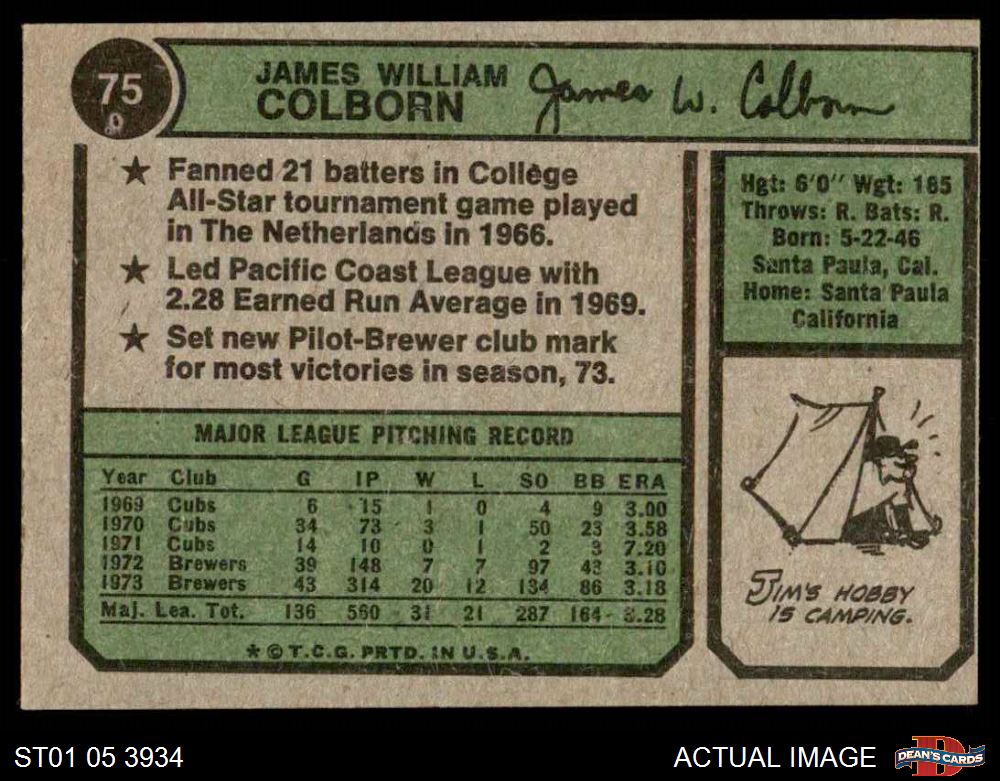 75
JAMES WILLIAM
COLBORN
James W. Colborn
★ Fanned 21 batters in College
All-Star tournament game played
in The Netherlands in 1966.
★ Led Pacific Coast League with
2.28 Earned Run Average in 1969.
★ Set new Pilot-Brewer club mark
for most victories in season, 73.
Hgt: 6'0" Wgt: 185
Throws: R. Bats: R.
Born: 5-22-46
Santa Paula, Cal.
Home: Santa Paula
California
MAJOR LEAGUE PITCHING RECORD
Year Club G IP W L SO BB ERA
1969 Cubs 6 15 1 0 4 9 3.00
1970 Cubs 34 73 3 1 50 23 3.58
1971 Cubs 14 10 0 1 2 3 7.20
1972 Brewers 39 148 7 7 97 43 3.10
1973 Brewers 43 314 20 12 134 86 3.18
Maj. Lea. Tot. 136 560 31 21 287 164 3.28
* © T.C.G. PRTD. IN U.S.A.
JIM'S HOBBY
IS CAMPING.
ST01 05 3934
ACTUAL IMAGE
D
DEAN'S CARDS